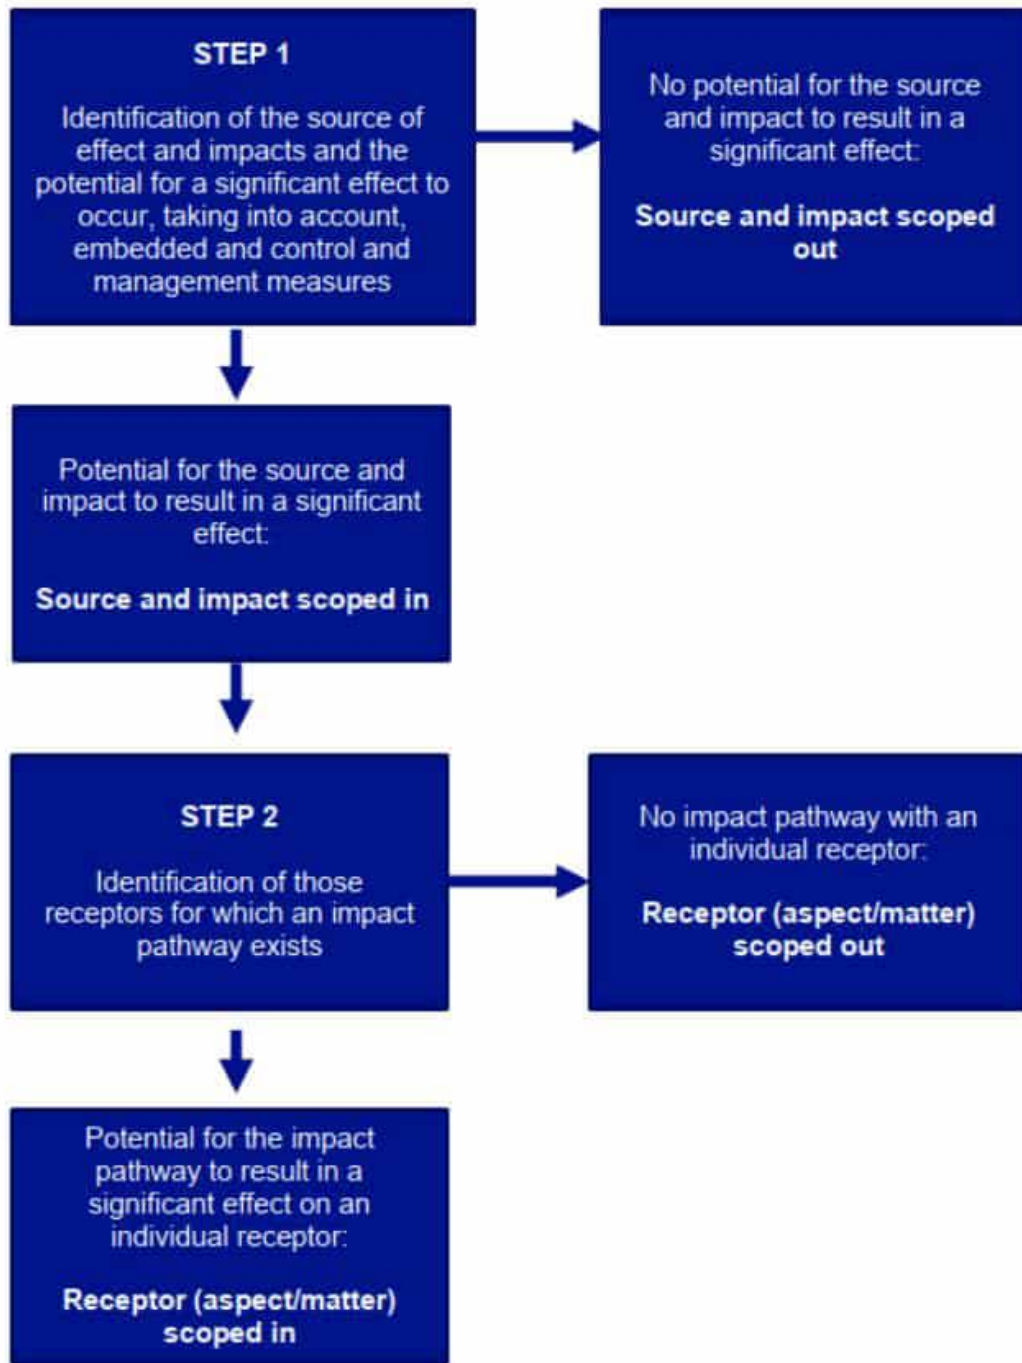 STEP 1
Identification of the source of
effect and impacts and the
potential for a significant effect to
occur, taking into account,
embedded and control and
management measures
No potential for the source
and impact to result in a
significant effect:
Source and impact scoped
out
Potential for the source and
impact to result in a significant
effect:
Source and impact scoped in
STEP 2
Identification of those
receptors for which an impact
pathway exists
No impact pathway with an
individual receptor:
Receptor (aspect/matter)
scoped out
Potential for the impact
pathway to result in a
significant effect on an
individual receptor:
Receptor (aspect/matter)
scoped in